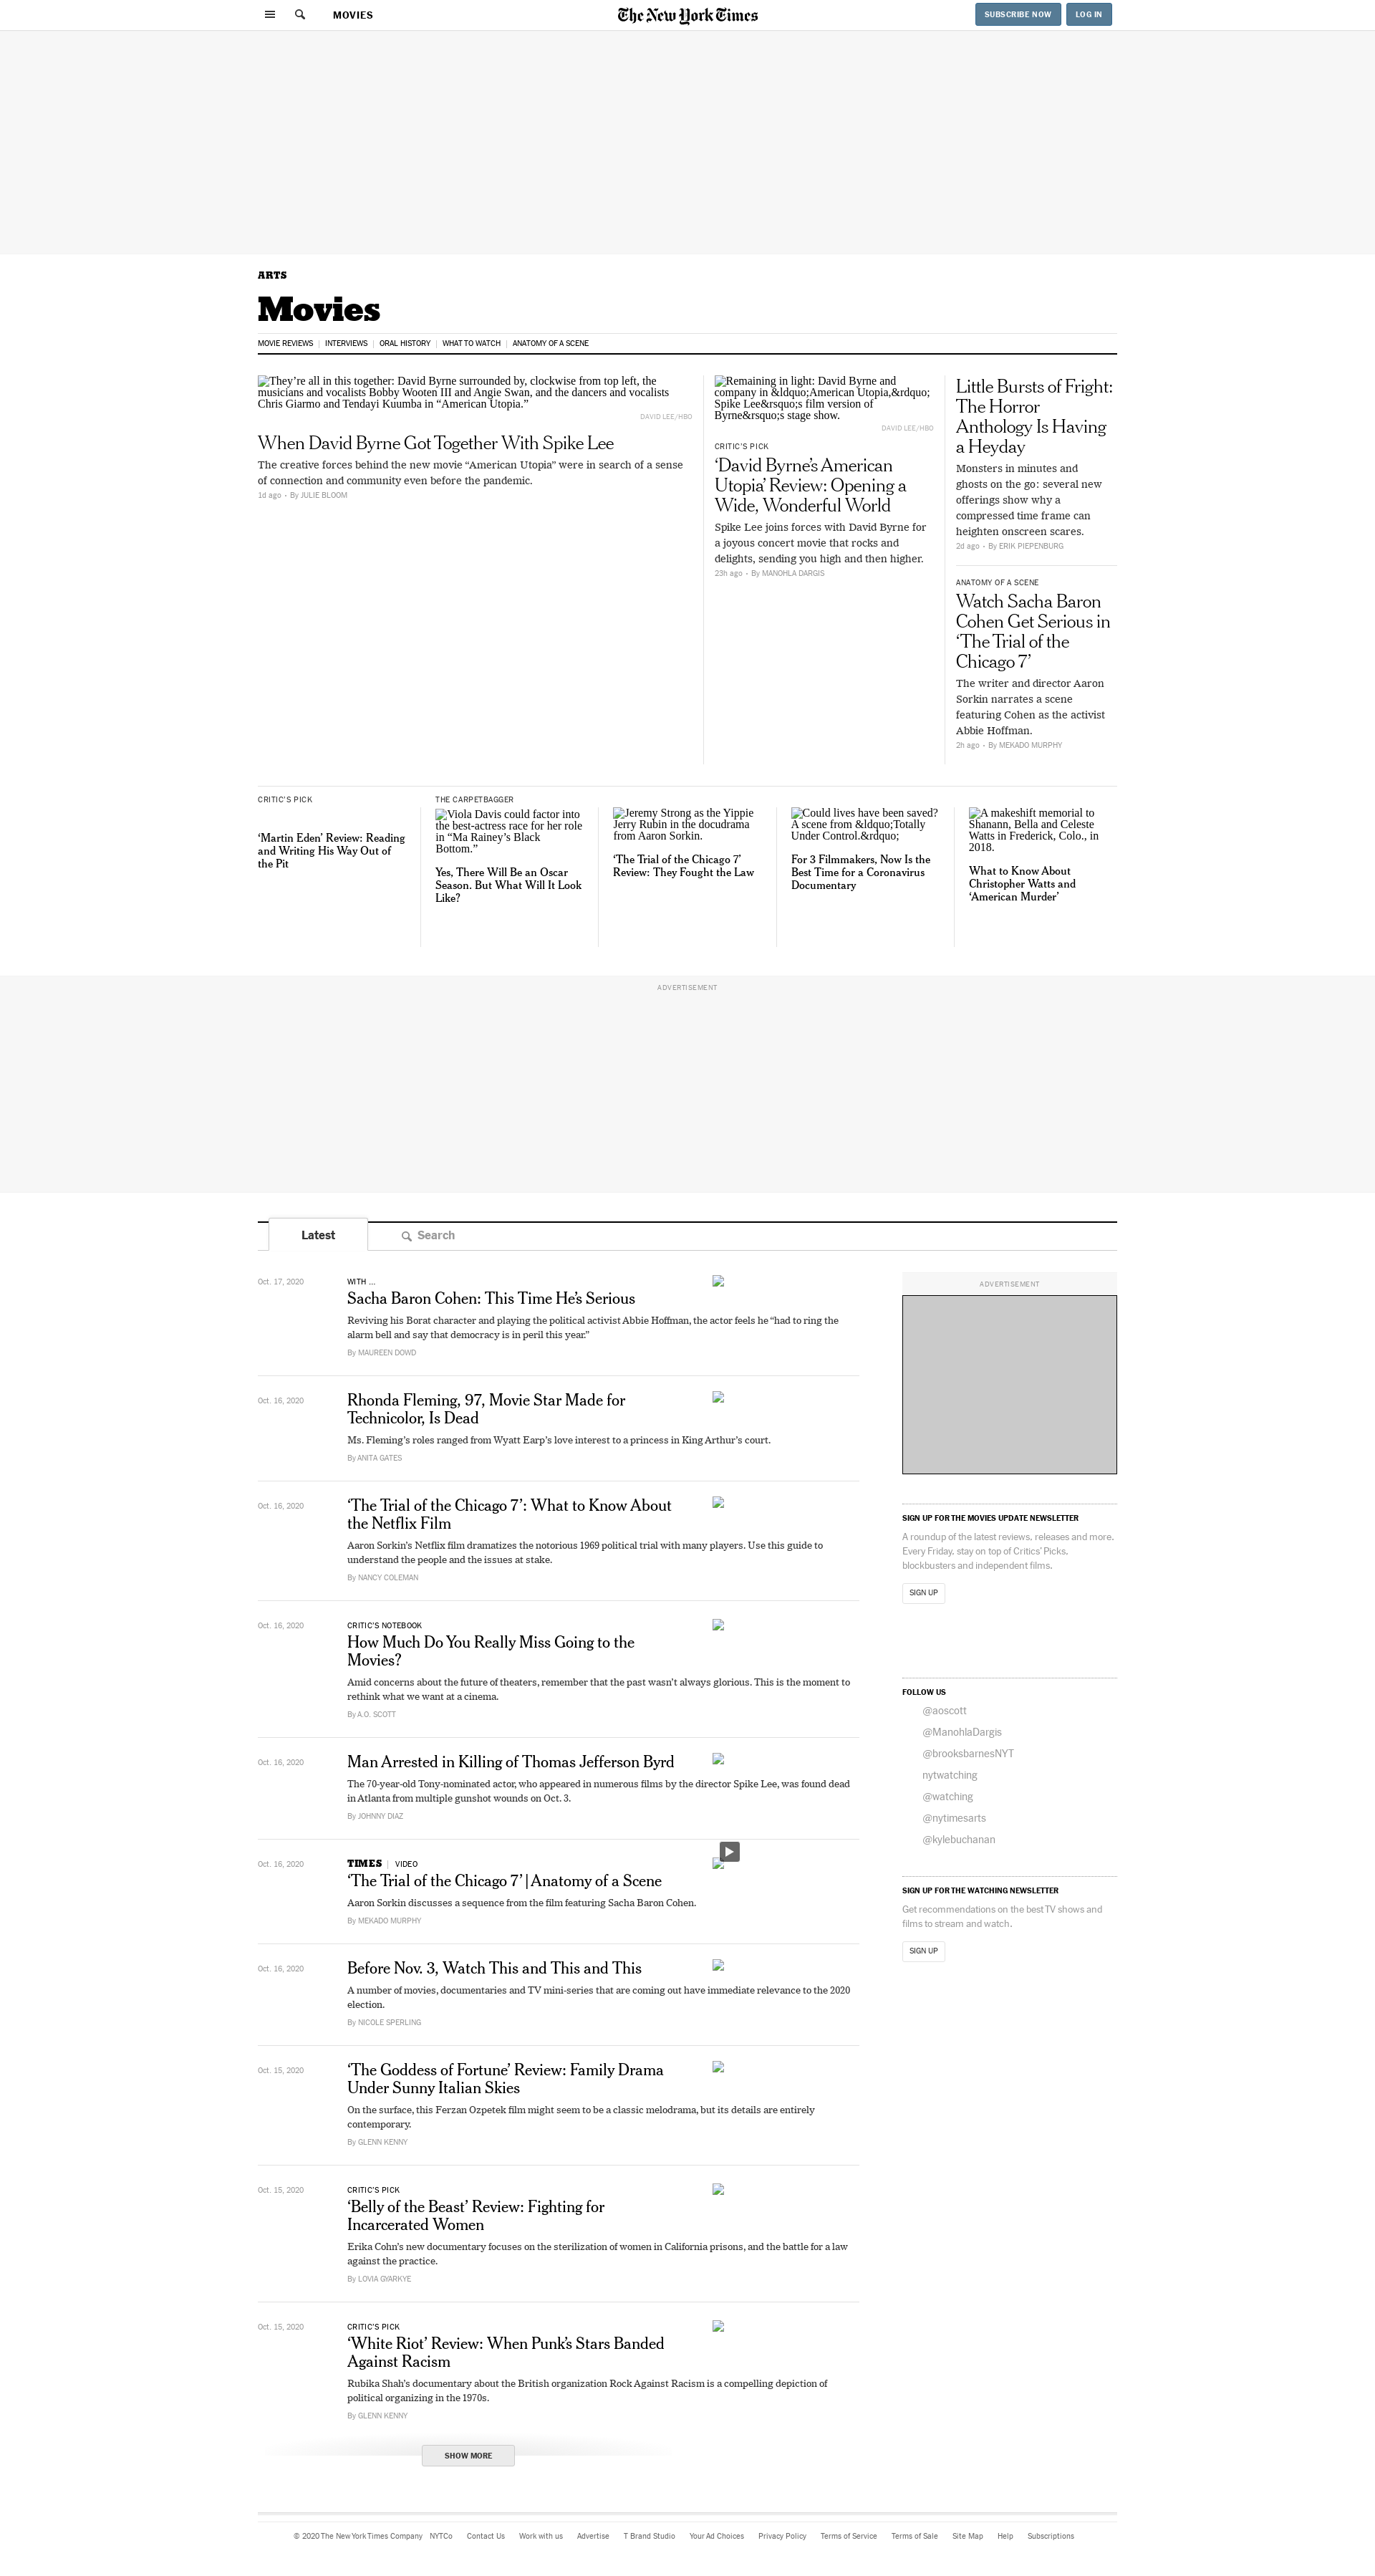 MOVIES
The New York Times
SUBSCRIBE NOW
LOG IN
ARTS
Movies
MOVIE REVIEWS
INTERVIEWS
ORAL HISTORY
WHAT TO WATCH
ANATOMY OF A SCENE
They’re all in this together: David Byrne surrounded by, clockwise from top left, the
musicians and vocalists Bobby Wooten III and Angie Swan, and the dancers and vocalists
Chris Giarmo and Tendayi Kuumba in “American Utopia.”
DAVID LEE/HBO
When David Byrne Got Together With Spike Lee
The creative forces behind the new movie “American Utopia” were in search of a sense
of connection and community even before the pandemic.
1d ago • By JULIE BLOOM
Remaining in light: David Byrne and
company in &ldquo;American Utopia,&rdquo;
Spike Lee&rsquo;s film version of
Byrne&rsquo;s stage show.
DAVID LEE/HBO
CRITIC’S PICK
‘David Byrne’s American
Utopia’ Review: Opening a
Wide, Wonderful World
Spike Lee joins forces with David Byrne for
a joyous concert movie that rocks and
delights, sending you high and then higher.
23h ago • By MANOHLA DARGIS
Little Bursts of Fright:
The Horror
Anthology Is Having
a Heyday
Monsters in minutes and
ghosts on the go: several new
offerings show why a
compressed time frame can
heighten onscreen scares.
2d ago • By ERIK PIEPENBURG
ANATOMY OF A SCENE
Watch Sacha Baron
Cohen Get Serious in
‘The Trial of the
Chicago 7’
The writer and director Aaron
Sorkin narrates a scene
featuring Cohen as the activist
Abbie Hoffman.
2h ago • By MEKADO MURPHY
CRITIC’S PICK
‘Martin Eden’ Review: Reading
and Writing His Way Out of
the Pit
THE CARPETBAGGER
Viola Davis could factor into
the best-actress race for her role
in “Ma Rainey’s Black
Bottom.”
Yes, There Will Be an Oscar
Season. But What Will It Look
Like?
Jeremy Strong as the Yippie
Jerry Rubin in the docudrama
from Aaron Sorkin.
‘The Trial of the Chicago 7’
Review: They Fought the Law
Could lives have been saved?
A scene from &ldquo;Totally
Under Control.&rdquo;
For 3 Filmmakers, Now Is the
Best Time for a Coronavirus
Documentary
A makeshift memorial to
Shanann, Bella and Celeste
Watts in Frederick, Colo., in
2018.
What to Know About
Christopher Watts and
‘American Murder’
ADVERTISEMENT
Latest
Search
Oct. 17, 2020
WITH ...
Sacha Baron Cohen: This Time He’s Serious
Reviving his Borat character and playing the political activist Abbie Hoffman, the actor feels he “had to ring the
alarm bell and say that democracy is in peril this year.”
By MAUREEN DOWD
Oct. 16, 2020
Rhonda Fleming, 97, Movie Star Made for
Technicolor, Is Dead
Ms. Fleming’s roles ranged from Wyatt Earp’s love interest to a princess in King Arthur’s court.
By ANITA GATES
Oct. 16, 2020
‘The Trial of the Chicago 7’: What to Know About
the Netflix Film
Aaron Sorkin’s Netflix film dramatizes the notorious 1969 political trial with many players. Use this guide to
understand the people and the issues at stake.
By NANCY COLEMAN
Oct. 16, 2020
CRITIC’S NOTEBOOK
How Much Do You Really Miss Going to the
Movies?
Amid concerns about the future of theaters, remember that the past wasn’t always glorious. This is the moment to
rethink what we want at a cinema.
By A.O. SCOTT
Oct. 16, 2020
Man Arrested in Killing of Thomas Jefferson Byrd
The 70-year-old Tony-nominated actor, who appeared in numerous films by the director Spike Lee, was found dead
in Atlanta from multiple gunshot wounds on Oct. 3.
By JOHNNY DIAZ
Oct. 16, 2020
TIMES VIDEO
‘The Trial of the Chicago 7’ | Anatomy of a Scene
Aaron Sorkin discusses a sequence from the film featuring Sacha Baron Cohen.
By MEKADO MURPHY
Oct. 16, 2020
Before Nov. 3, Watch This and This and This
A number of movies, documentaries and TV mini-series that are coming out have immediate relevance to the 2020
election.
By NICOLE SPERLING
Oct. 15, 2020
‘The Goddess of Fortune’ Review: Family Drama
Under Sunny Italian Skies
On the surface, this Ferzan Ozpetek film might seem to be a classic melodrama, but its details are entirely
contemporary.
By GLENN KENNY
Oct. 15, 2020
CRITIC’S PICK
‘Belly of the Beast’ Review: Fighting for
Incarcerated Women
Erika Cohn’s new documentary focuses on the sterilization of women in California prisons, and the battle for a law
against the practice.
By LOVIA GYARKYE
Oct. 15, 2020
CRITIC’S PICK
‘White Riot’ Review: When Punk’s Stars Banded
Against Racism
Rubika Shah’s documentary about the British organization Rock Against Racism is a compelling depiction of
political organizing in the 1970s.
By GLENN KENNY
SHOW MORE
ADVERTISEMENT
SIGN UP FOR THE MOVIES UPDATE NEWSLETTER
A roundup of the latest reviews, releases and more.
Every Friday, stay on top of Critics’ Picks,
blockbusters and independent films.
SIGN UP
FOLLOW US
@aoscott
@ManohlaDargis
@brooksbarnesNYT
nytwatching
@watching
@nytimesarts
@kylebuchanan
SIGN UP FOR THE WATCHING NEWSLETTER
Get recommendations on the best TV shows and
films to stream and watch.
SIGN UP
© 2020 The New York Times Company NYTCo Contact Us Work with us Advertise T Brand Studio Your Ad Choices Privacy Policy Terms of Service Terms of Sale Site Map Help Subscriptions